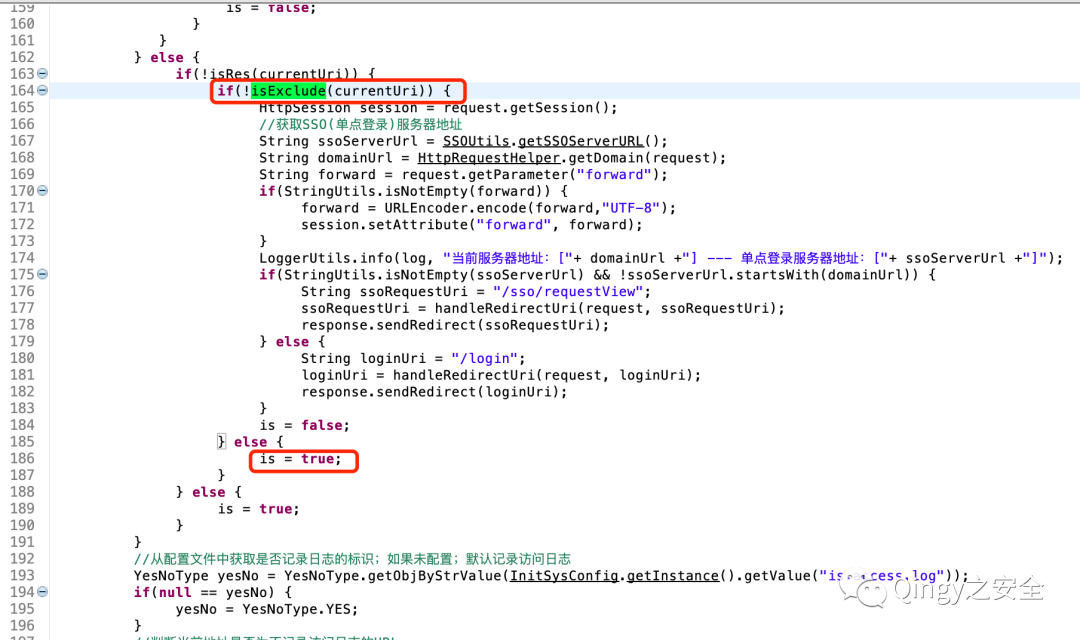 159 is = false;
160 }
161 }
162 } else {
163 if(!isRes(currentUri)) {
164 if(!isExclude(currentUri)) {
165 HttpSession session = request.getSession();
166 //获取SSO(单点登录)服务器地址
167 String ssoServerUrl = SSOUtils.getSSOServerURL();
168 String domainUrl = HttpRequestHelper.getDomain(request);
169 String forward = request.getParameter("forward");
170 if(StringUtils.isNotEmpty(forward)) {
171 forward = URLEncoder.encode(forward,"UTF-8");
172 session.setAttribute("forward", forward);
173 }
174 LoggerUtils.info(log, "当前服务器地址：["+ domainUrl +"] --- 单点登录服务器地址：["+ ssoServerUrl +"]");
175 if(StringUtils.isNotEmpty(ssoServerUrl) && !ssoServerUrl.startsWith(domainUrl)) {
176 String ssoRequestUri = "/sso/requestView";
177 ssoRequestUri = handleRedirectUri(request, ssoRequestUri);
178 response.sendRedirect(ssoRequestUri);
179 } else {
180 String loginUri = "/login";
181 loginUri = handleRedirectUri(request, loginUri);
182 response.sendRedirect(loginUri);
183 }
184 is = false;
185 } else {
186 is = true;
187 }
188 } else {
189 is = true;
190 }
191 }
192 //从配置文件中获取是否记录日志的标识；如果未配置；默认记录访问日志
193 YesNoType yesNo = YesNoType.getObjByStrValue(InitSysConfig.getInstance().getValue("is.access.log"));
194 if(null == yesNo) {
195 yesNo = YesNoType.YES;
196 }
Qingy之安全